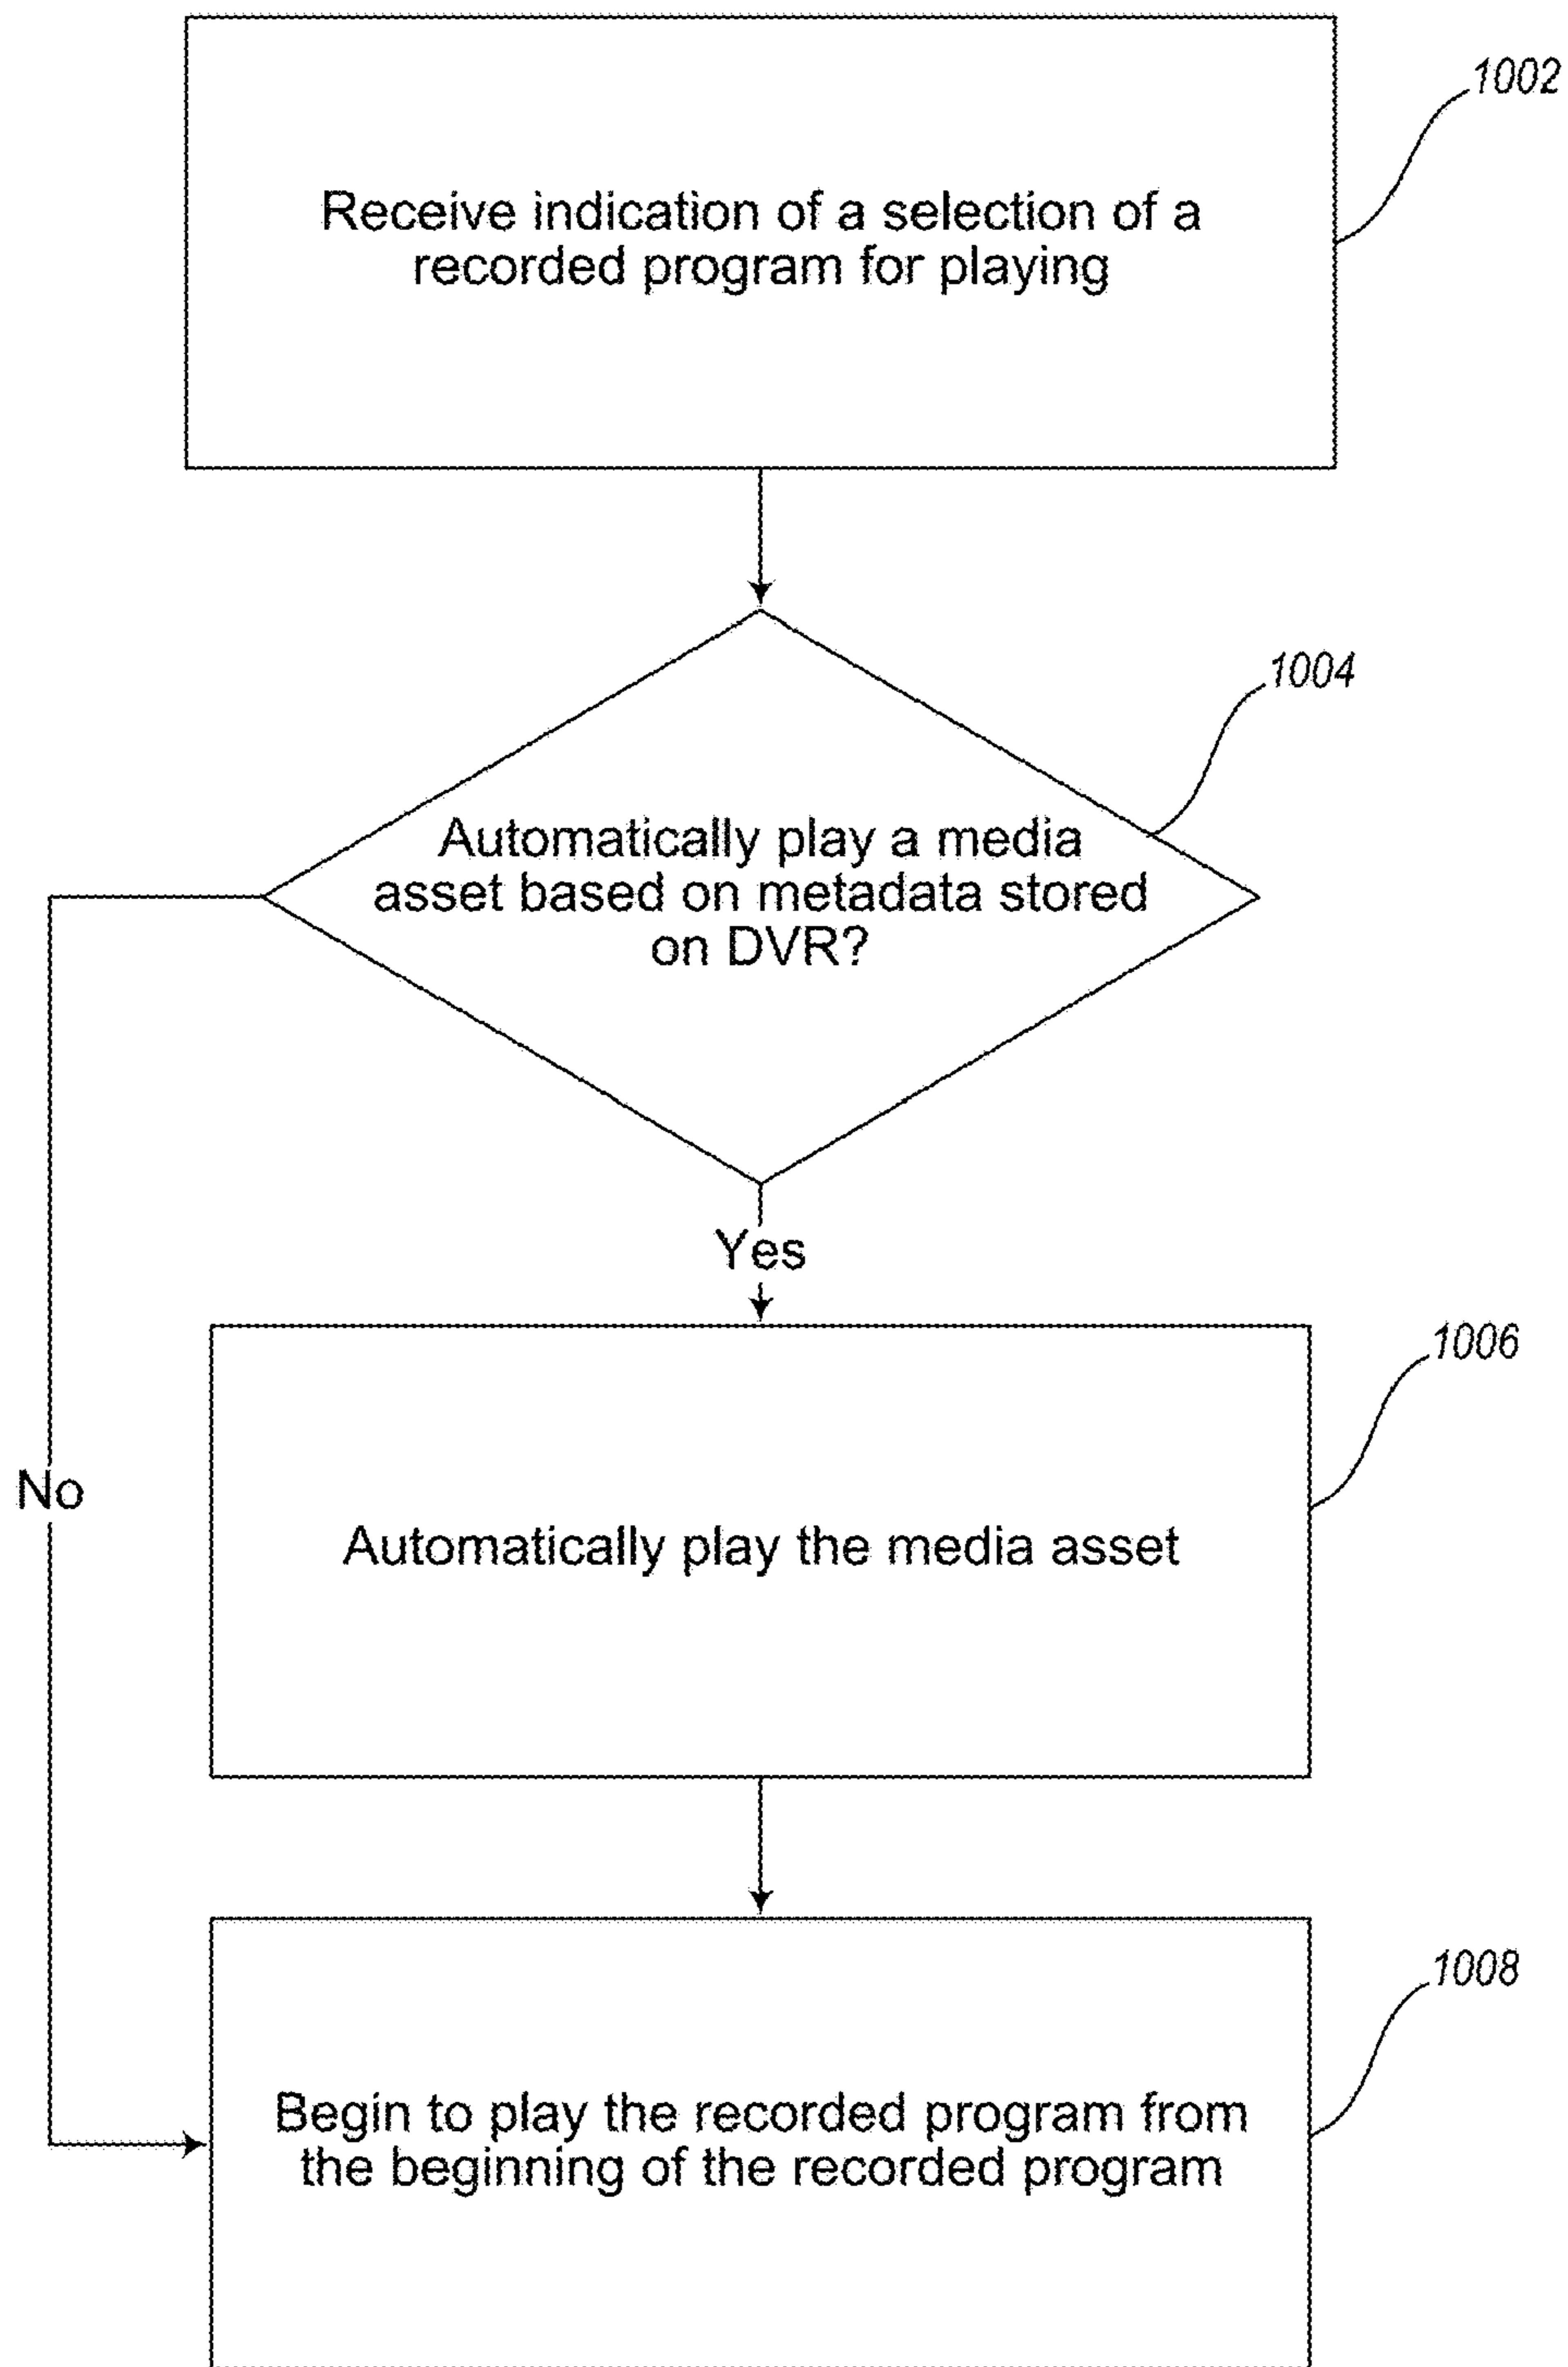 1002
Receive indication of a selection of a
recorded program for playing
1004
Automatically play a media
asset based on metadata stored
on DVR?
Yes
1006
No
Automatically play the media asset
1008
Begin to play the recorded program from
the beginning of the recorded program